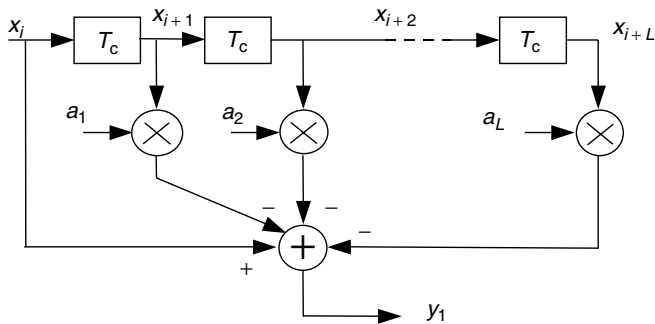 x_i T_c x_{i+1} T_c x_{i+2} T_c x_{i+L}
a_1 a_2 a_L
− − −
+ +
y_1